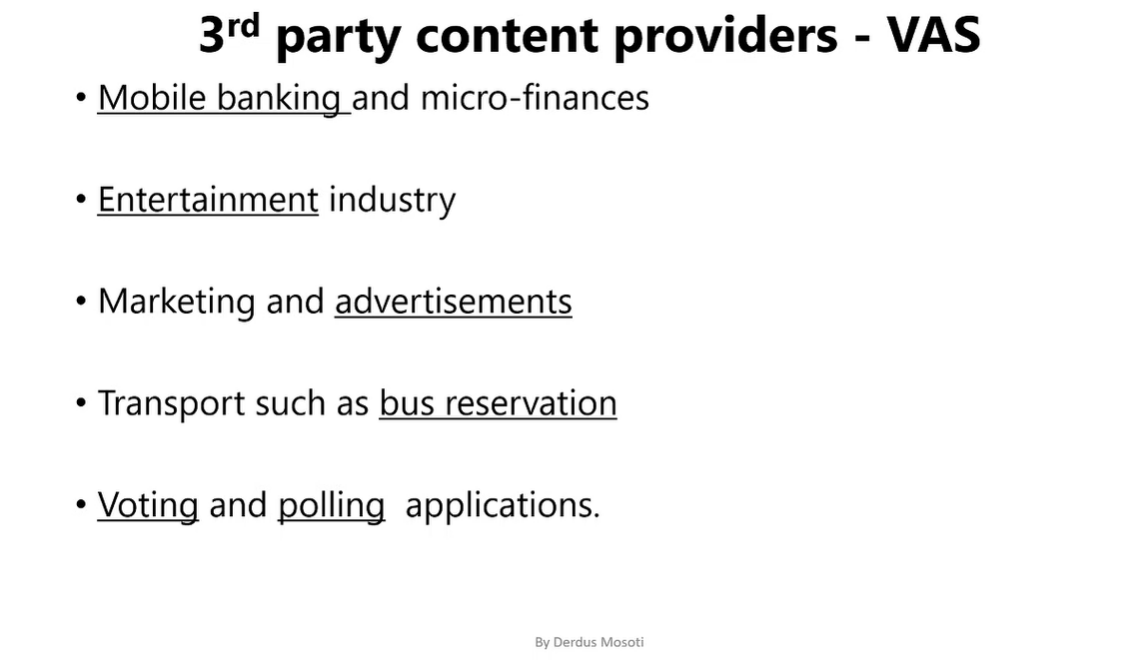 3rd party content providers - VAS
• Mobile banking and micro-finances
• Entertainment industry
• Marketing and advertisements
• Transport such as bus reservation
• Voting and polling  applications.
By Derdus Mosoti